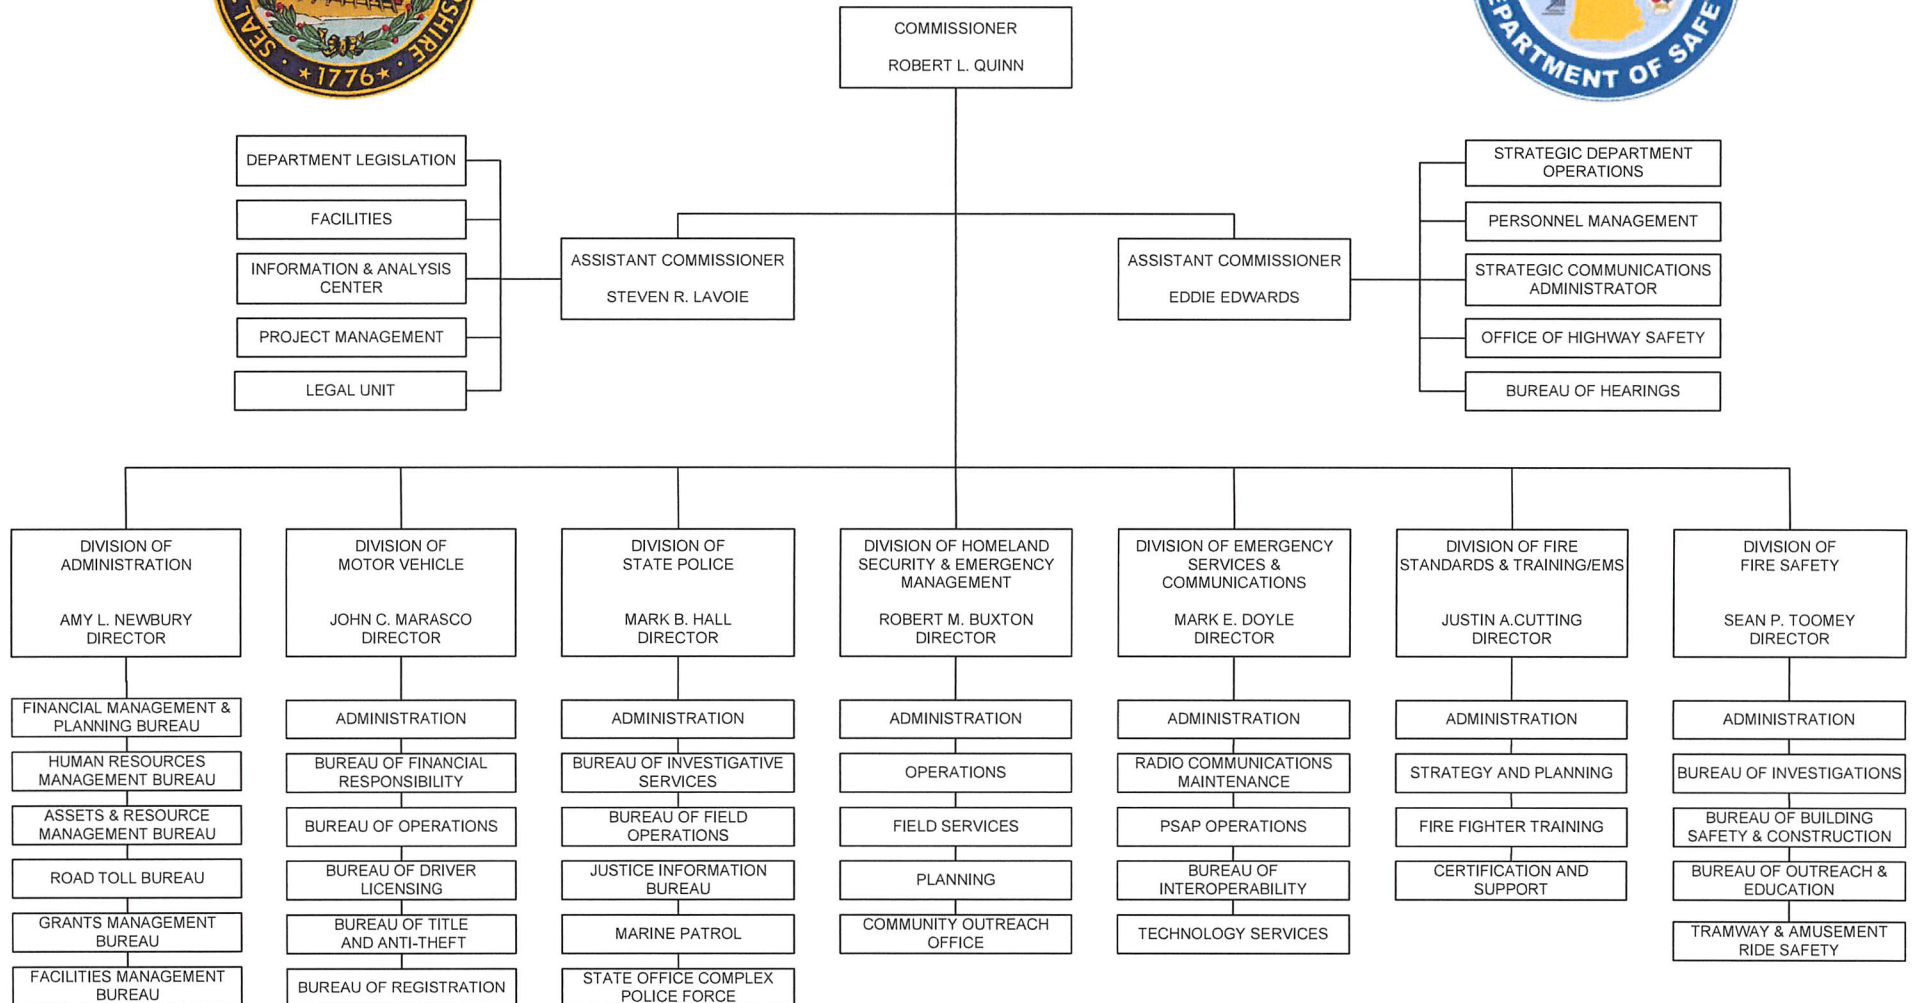 SEAL
SHIRE
★1776★
DEPARTMENT OF SAFE
COMMISSIONER
ROBERT L. QUINN
DEPARTMENT LEGISLATION
FACILITIES
INFORMATION & ANALYSIS
CENTER
PROJECT MANAGEMENT
LEGAL UNIT
ASSISTANT COMMISSIONER
STEVEN R. LAVOIE
ASSISTANT COMMISSIONER
EDDIE EDWARDS
STRATEGIC DEPARTMENT
OPERATIONS
PERSONNEL MANAGEMENT
STRATEGIC COMMUNICATIONS
ADMINISTRATOR
OFFICE OF HIGHWAY SAFETY
BUREAU OF HEARINGS
DIVISION OF
ADMINISTRATION
AMY L. NEWBURY
DIRECTOR
FINANCIAL MANAGEMENT &
PLANNING BUREAU
HUMAN RESOURCES
MANAGEMENT BUREAU
ASSETS & RESOURCE
MANAGEMENT BUREAU
ROAD TOLL BUREAU
GRANTS MANAGEMENT
BUREAU
FACILITIES MANAGEMENT
BUREAU
DIVISION OF
MOTOR VEHICLE
JOHN C. MARASCO
DIRECTOR
ADMINISTRATION
BUREAU OF FINANCIAL
RESPONSIBILITY
BUREAU OF OPERATIONS
BUREAU OF DRIVER
LICENSING
BUREAU OF TITLE
AND ANTI-THEFT
BUREAU OF REGISTRATION
DIVISION OF
STATE POLICE
MARK B. HALL
DIRECTOR
ADMINISTRATION
BUREAU OF INVESTIGATIVE
SERVICES
BUREAU OF FIELD
OPERATIONS
JUSTICE INFORMATION
BUREAU
MARINE PATROL
STATE OFFICE COMPLEX
POLICE FORCE
DIVISION OF HOMELAND
SECURITY & EMERGENCY
MANAGEMENT
ROBERT M. BUXTON
DIRECTOR
ADMINISTRATION
OPERATIONS
FIELD SERVICES
PLANNING
COMMUNITY OUTREACH
OFFICE
DIVISION OF EMERGENCY
SERVICES &
COMMUNICATIONS
MARK E. DOYLE
DIRECTOR
ADMINISTRATION
RADIO COMMUNICATIONS
MAINTENANCE
PSAP OPERATIONS
BUREAU OF
INTEROPERABILITY
TECHNOLOGY SERVICES
DIVISION OF FIRE
STANDARDS & TRAINING/EMS
JUSTIN A.CUTTING
DIRECTOR
ADMINISTRATION
STRATEGY AND PLANNING
FIRE FIGHTER TRAINING
CERTIFICATION AND
SUPPORT
DIVISION OF
FIRE SAFETY
SEAN P. TOOMEY
DIRECTOR
ADMINISTRATION
BUREAU OF INVESTIGATIONS
BUREAU OF BUILDING
SAFETY & CONSTRUCTION
BUREAU OF OUTREACH &
EDUCATION
TRAMWAY & AMUSEMENT
RIDE SAFETY